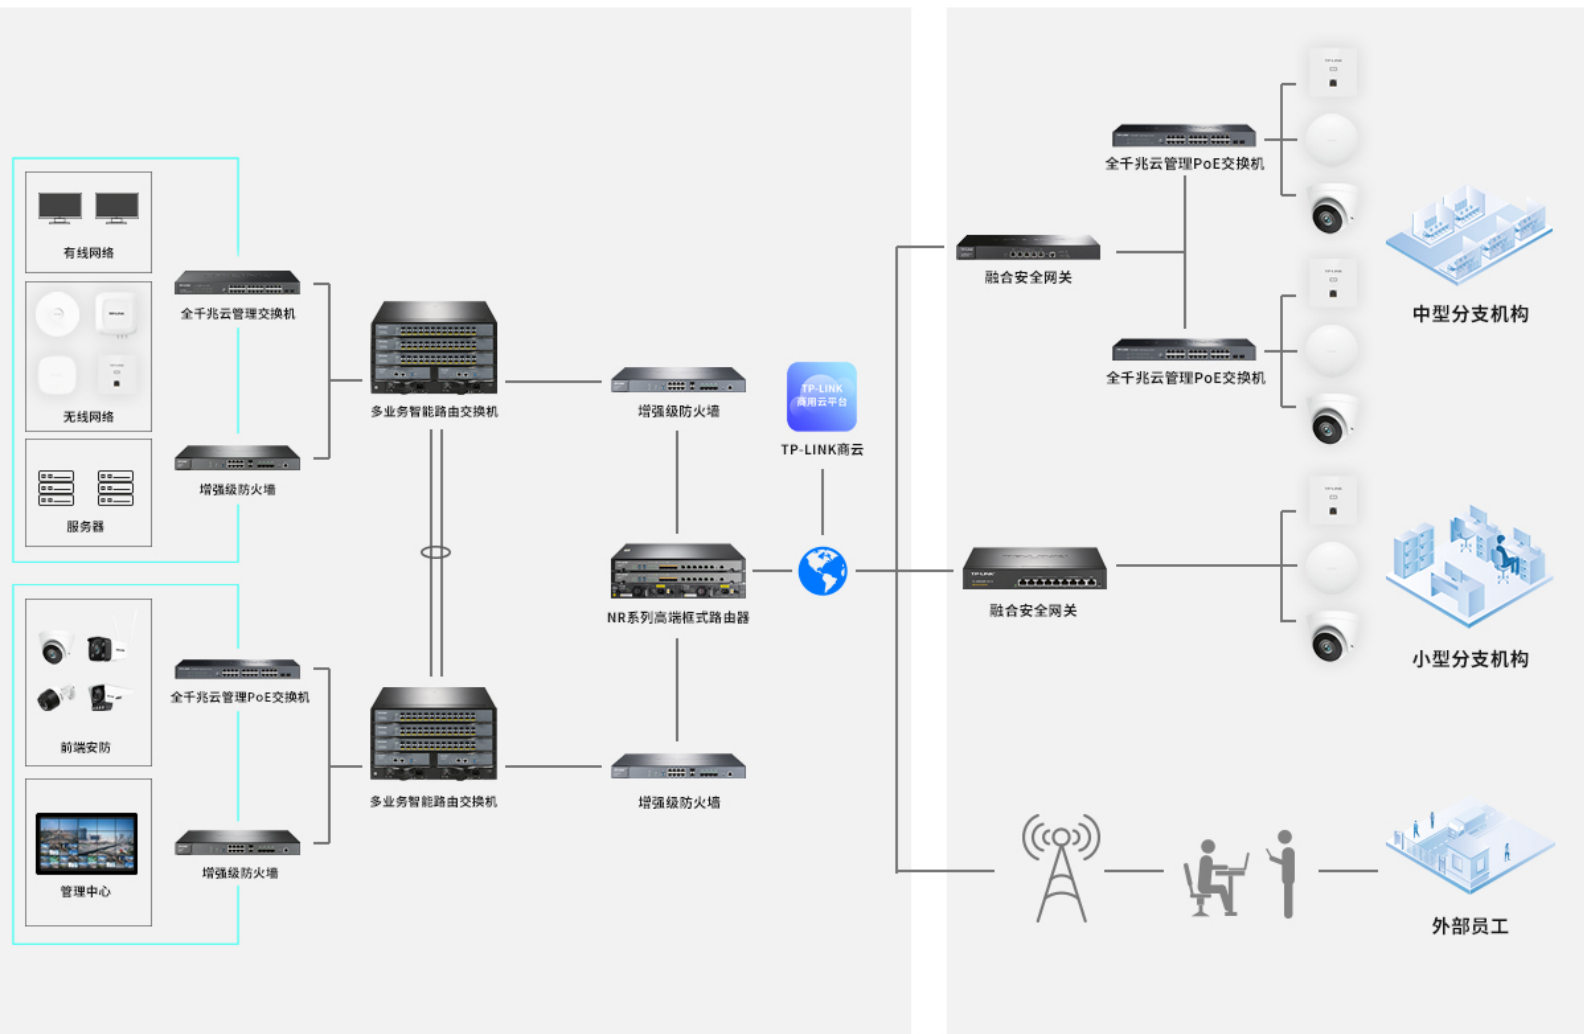 有线网络
无线网络
服务器
全千兆云管理交换机
增强级防火墙
前端安防
管理中心
全千兆云管理PoE交换机
增强级防火墙
多业务智能路由交换机
多业务智能路由交换机
增强级防火墙
NR系列高端框式路由器
增强级防火墙
TP-LINK
商用云平台
TP-LINK商云
融合安全网关
全千兆云管理PoE交换机
全千兆云管理PoE交换机
TP-LINK
TP-LINK
中型分支机构
TP-LINK
融合安全网关
TP-LINK
小型分支机构
外部员工